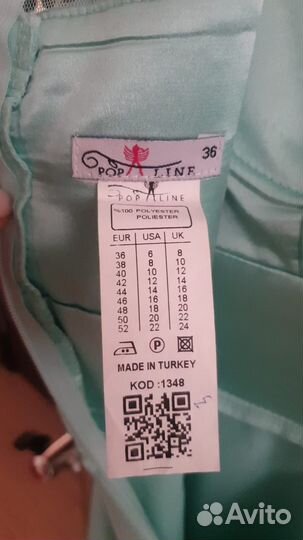 POP LINE 36
POP LINE
%100 POLYESTER
POLIESTER
EUR USA UK
36 6 8
38 8 10
40 10 12
42 12 14
44 14 16
46 16 18
48 18 20
50 20 22
52 22 24
P
MADE IN TURKEY
KOD :1348
Avito